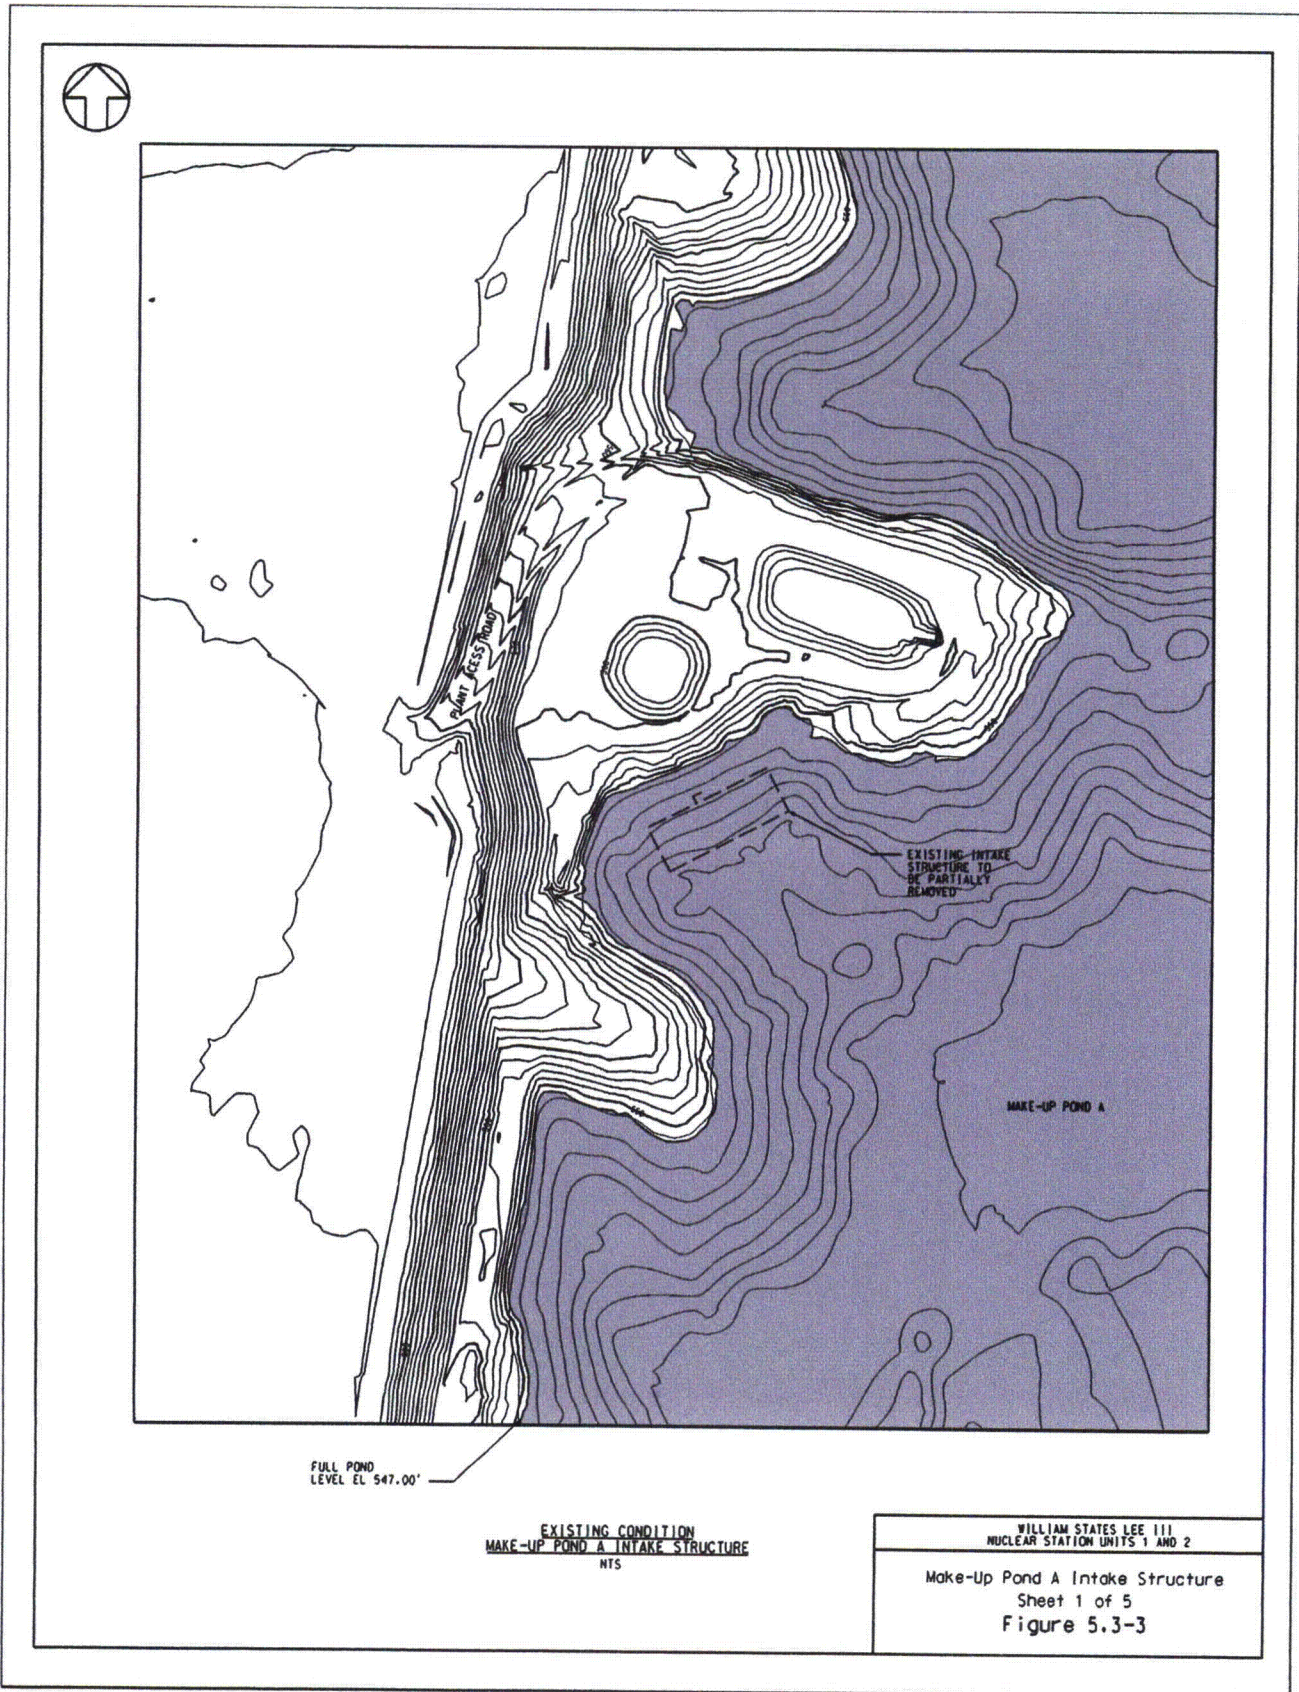 PLANT ACESS ROAD
EXISTING INTAKE
STRUCTURE TO
BE PARTIALLY
REMOVED
MAKE-UP POND A
FULL POND
LEVEL EL 547.00'
EXISTING CONDITION
MAKE-UP POND A INTAKE STRUCTURE
NTS
WILLIAM STATES LEE III
NUCLEAR STATION UNITS 1 AND 2
Make-Up Pond A Intake Structure
Sheet 1 of 5
Figure 5.3-3